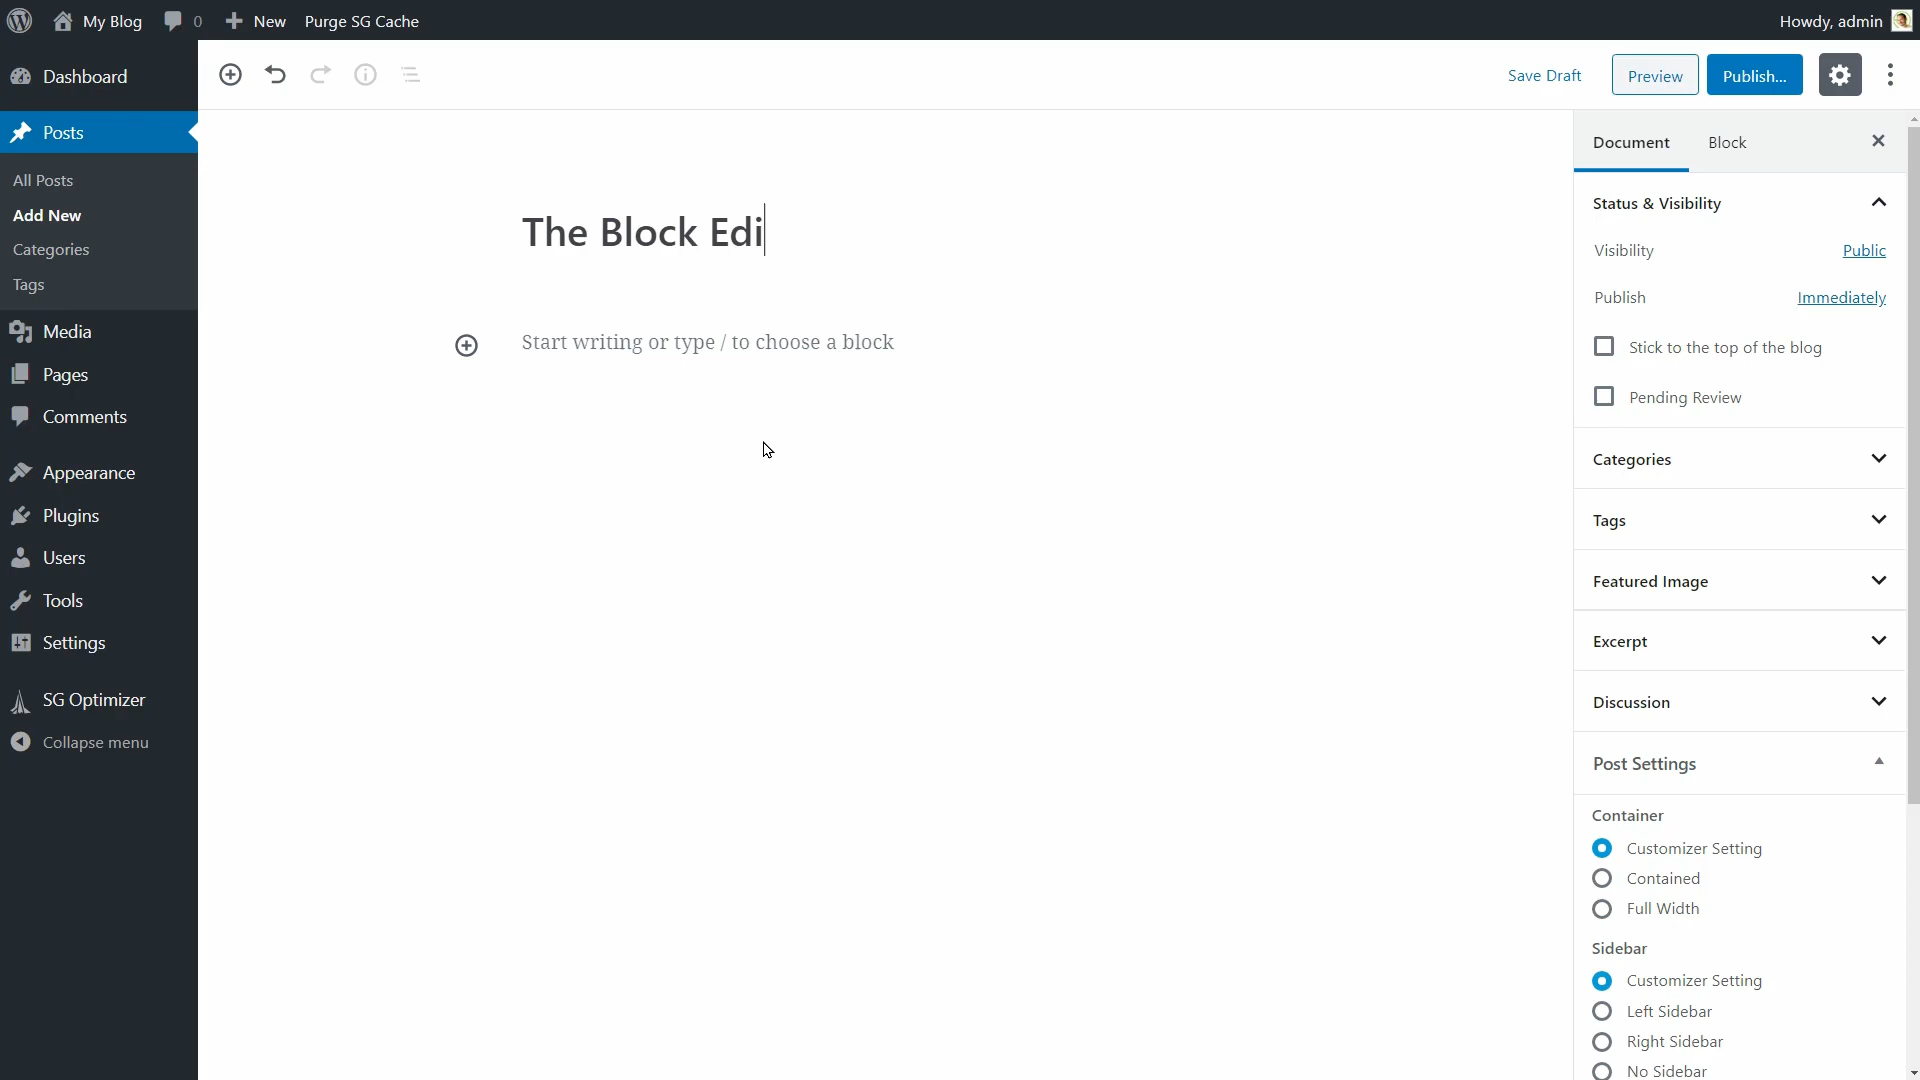 My Blog 0 New Purge SG Cache Howdy, admin
Dashboard
Posts
All Posts
Add New
Categories
Tags
Media
Pages
Comments
Appearance
Plugins
Users
Tools
Settings
SG Optimizer
Collapse menu
Save Draft Preview Publish...
The Block Edi
Start writing or type / to choose a block
Document Block
Status & Visibility
Visibility Public
Publish Immediately
Stick to the top of the blog
Pending Review
Categories
Tags
Featured Image
Excerpt
Discussion
Post Settings
Container
Customizer Setting
Contained
Full Width
Sidebar
Customizer Setting
Left Sidebar
Right Sidebar
No Sidebar